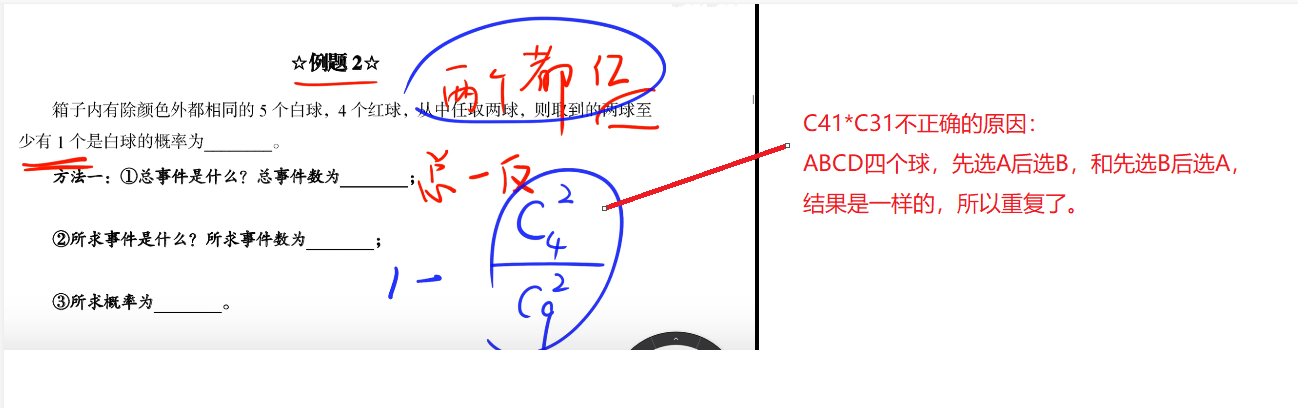 ☆例题 2☆
两个都红
箱子内有除颜色外都相同的 5 个白球，4 个红球，从中任取两球，则取到的两球至
少有 1 个是白球的概率为________。
方法一：①总事件是什么？总事件数为________；
总一反
②所求事件是什么？所求事件数为________；
1 - C₄²/C₉²
③所求概率为________。
C41*C31不正确的原因：
ABCD四个球，先选A后选B，和先选B后选A，
结果是一样的，所以重复了。